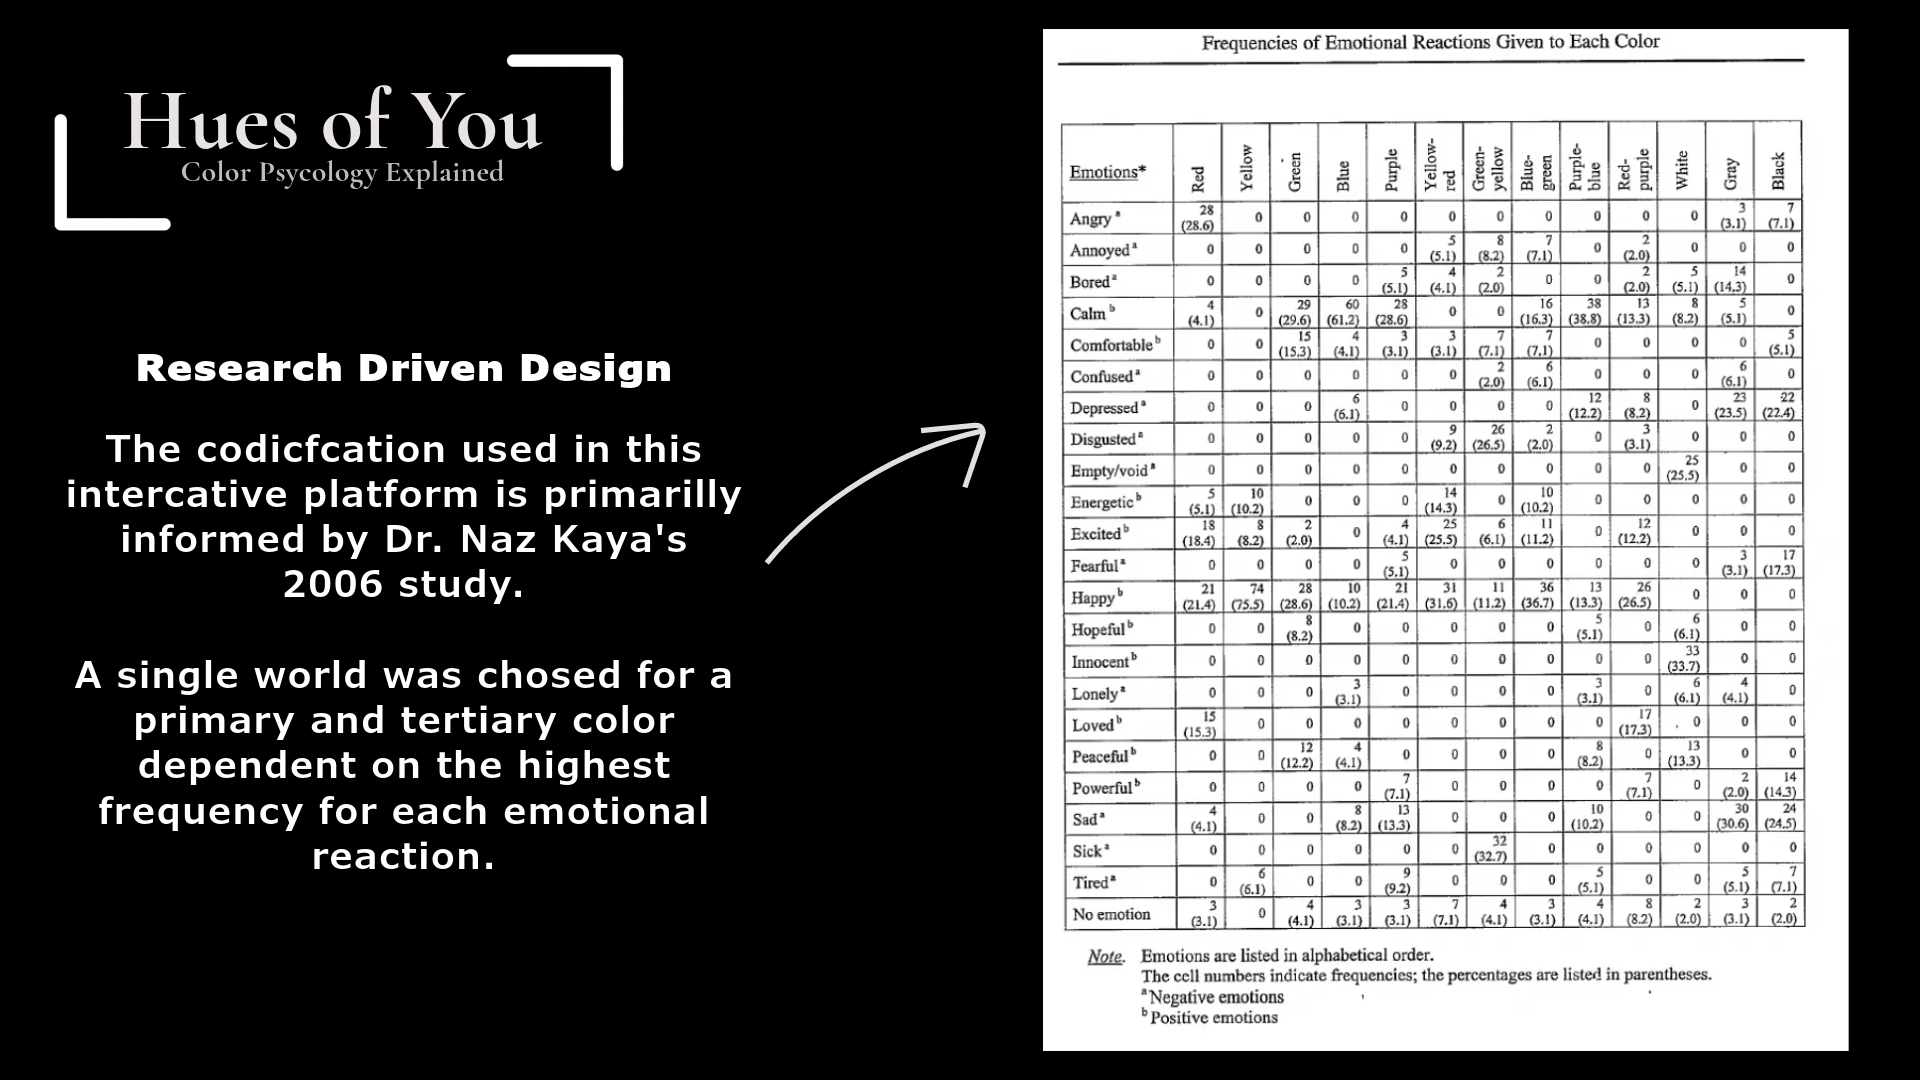 Hues of You
Color Psycology Explained
Research Driven Design
The codicfcation used in this
intercative platform is primarilly
informed by Dr. Naz Kaya's
2006 study.
A single world was chosed for a
primary and tertiary color
dependent on the highest
frequency for each emotional
reaction.
Frequencies of Emotional Reactions Given to Each Color
Emotions* Red Yellow Green Blue Purple Yellow-red Green-yellow Blue-green Purple-blue Red-purple White Gray Black
Angry a 28 (28.6) 0 0 0 0 0 0 0 0 0 0 3 (3.1) 7 (7.1)
Annoyed a 0 0 0 0 0 5 (5.1) 8 (8.2) 7 (7.1) 0 2 (2.0) 0 0 0
Bored a 0 0 0 0 5 (5.1) 4 (4.1) 2 (2.0) 0 0 2 (2.0) 5 (5.1) 14 (14.3) 0
Calm b 4 (4.1) 0 29 (29.6) 60 (61.2) 28 (28.6) 0 0 16 (16.3) 38 (38.8) 13 (13.3) 8 (8.2) 5 (5.1) 0
Comfortable b 0 0 15 (15.3) 4 (4.1) 3 (3.1) 3 (3.1) 7 (7.1) 7 (7.1) 0 0 0 0 5 (5.1)
Confused a 0 0 0 0 0 0 2 (2.0) 6 (6.1) 0 0 0 6 (6.1) 0
Depressed a 0 0 0 6 (6.1) 0 0 0 0 12 (12.2) 8 (8.2) 0 23 (23.5) 22 (22.4)
Disgusted a 0 0 0 0 0 9 (9.2) 26 (26.5) 2 (2.0) 0 3 (3.1) 0 0 0
Empty/void a 0 0 0 0 0 0 0 0 0 0 25 (25.5) 0 0
Energetic b 5 (5.1) 10 (10.2) 0 0 0 14 (14.3) 0 10 (10.2) 0 0 0 0 0
Excited b 18 (18.4) 8 (8.2) 2 (2.0) 0 4 (4.1) 25 (25.5) 6 (6.1) 11 (11.2) 0 12 (12.2) 0 0 0
Fearful a 0 0 0 0 5 (5.1) 0 0 0 0 0 0 3 (3.1) 17 (17.3)
Happy b 21 (21.4) 74 (75.5) 28 (28.6) 10 (10.2) 21 (21.4) 31 (31.6) 11 (11.2) 36 (36.7) 13 (13.3) 26 (26.5) 0 0 0
Hopeful b 0 0 8 (8.2) 0 0 0 0 0 5 (5.1) 0 6 (6.1) 0 0
Innocent b 0 0 0 0 0 0 0 0 0 0 33 (33.7) 0 0
Lonely a 0 0 0 3 (3.1) 0 0 0 0 3 (3.1) 0 6 (6.1) 4 (4.1) 0
Loved b 15 (15.3) 0 0 0 0 0 0 0 0 17 (17.3) 0 0 0
Peaceful b 0 0 12 (12.2) 4 (4.1) 0 0 0 0 8 (8.2) 0 13 (13.3) 0 0
Powerful b 0 0 0 0 7 (7.1) 0 0 0 0 7 (7.1) 0 2 (2.0) 14 (14.3)
Sad a 4 (4.1) 0 0 8 (8.2) 13 (13.3) 0 0 0 10 (10.2) 0 0 30 (30.6) 24 (24.5)
Sick a 0 0 0 0 0 0 32 (32.7) 0 0 0 0 0 0
Tired a 0 6 (6.1) 0 0 9 (9.2) 0 0 0 5 (5.1) 0 0 5 (5.1) 7 (7.1)
No emotion 3 (3.1) 0 4 (4.1) 3 (3.1) 3 (3.1) 7 (7.1) 4 (4.1) 3 (3.1) 4 (4.1) 8 (8.2) 2 (2.0) 3 (3.1) 2 (2.0)
Note. Emotions are listed in alphabetical order.
The cell numbers indicate frequencies; the percentages are listed in parentheses.
a Negative emotions
b Positive emotions